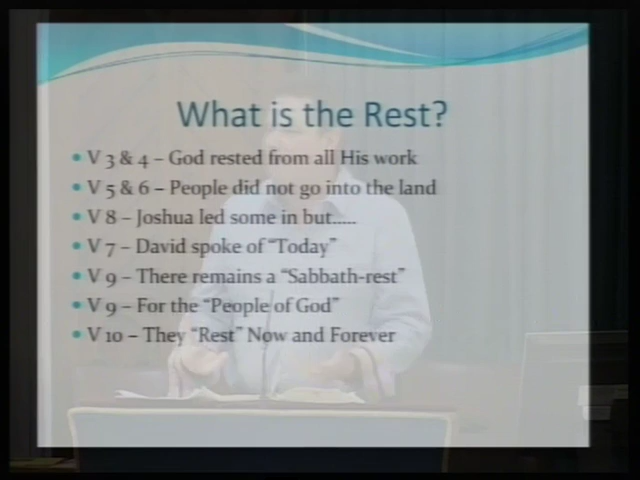 What is the Rest?
• V 3 & 4 – God rested from all His work
• V 5 & 6 – People did not go into the land
• V 8 – Joshua led some in but.....
• V 7 – David spoke of “Today”
• V 9 – There remains a “Sabbath-rest”
• V 9 – For the “People of God”
• V 10 – They “Rest” Now and Forever